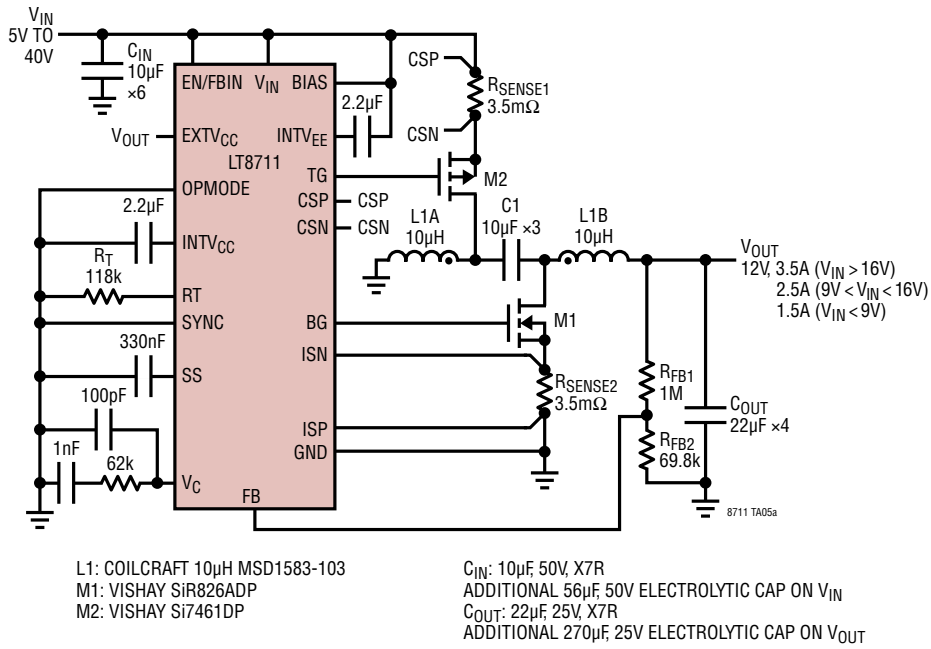 VIN
5V TO
40V
CIN
10µF
×6
EN/FBIN VIN BIAS
2.2µF
CSP
RSENSE1
3.5mΩ
CSN
VOUT
EXTVCC
INTVEE
LT8711
TG
M2
OPMODE
CSP
CSP
2.2µF
CSN
CSN
INTVCC
L1A
10µH
C1
10µF ×3
L1B
10µH
VOUT
12V, 3.5A (VIN > 16V)
2.5A (9V < VIN < 16V)
1.5A (VIN < 9V)
RT
118k
RT
SYNC
BG
M1
330nF
ISN
SS
RSENSE2
3.5mΩ
RFB1
1M
100pF
ISP
COUT
22µF ×4
1nF
62k
GND
RFB2
69.8k
VC
FB
8711 TA05a
L1: COILCRAFT 10µH MSD1583-103
M1: VISHAY SiR826ADP
M2: VISHAY Si7461DP
CIN: 10µF, 50V, X7R
ADDITIONAL 56µF, 50V ELECTROLYTIC CAP ON VIN
COUT: 22µF, 25V, X7R
ADDITIONAL 270µF, 25V ELECTROLYTIC CAP ON VOUT